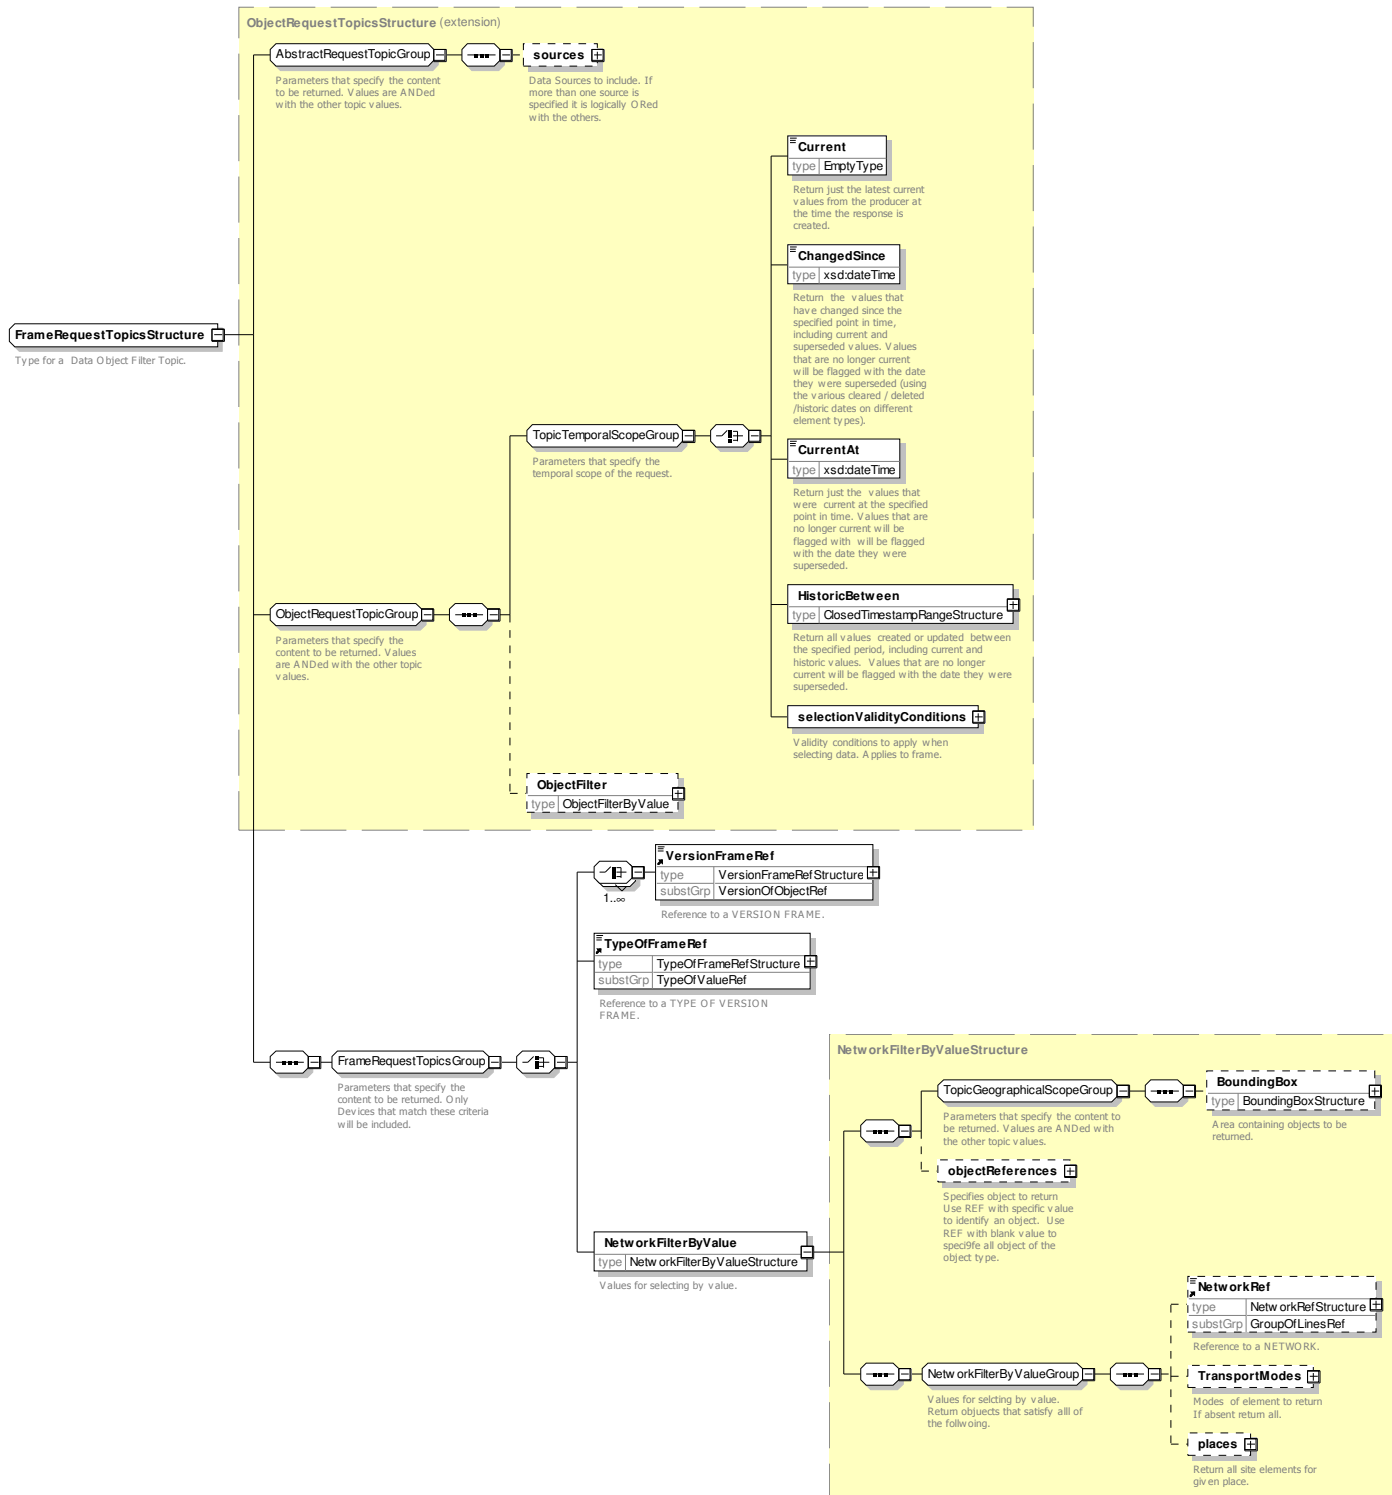 ObjectRequestTopicsStructure (extension)
AbstractRequestTopicGroup
Parameters that specify the content
to be returned. Values are ANDed
with the other topic values.
sources
Data Sources to include. If
more than one source is
specified it is logically ORed
with the others.
Current
type EmptyType
Return just the latest current
values from the producer at
the time the response is
created.
ChangedSince
type xsd:dateTime
Return the values that
have changed since the
specified point in time,
including current and
superseded values. Values
that are no longer current
will be flagged with the date
they were superseded (using
the various cleared / deleted
/historic dates on different
element types).
FrameRequestTopicsStructure
Type for a Data Object Filter Topic.
TopicTemporalScopeGroup
Parameters that specify the
temporal scope of the request.
CurrentAt
type xsd:dateTime
Return just the values that
were current at the specified
point in time. Values that are
no longer current will be
flagged with will be flagged
with the date they were
superseded.
ObjectRequestTopicGroup
Parameters that specify the
content to be returned. Values
are ANDed with the other topic
values.
HistoricBetween
type ClosedTimestampRangeStructure
Return all values created or updated between
the specified period, including current and
historic values. Values that are no longer
current will be flagged with the date they were
superseded.
selectionValidityConditions
Validity conditions to apply when
selecting data. Applies to frame.
ObjectFilter
type ObjectFilterByValue
VersionFrameRef
type VersionFrameRefStructure
substGrp VersionOfObjectRef
1..∞
Reference to a VERSION FRAME.
TypeOfFrameRef
type TypeOfFrameRefStructure
substGrp TypeOfValueRef
Reference to a TYPE OF VERSION
FRAME.
FrameRequestTopicsGroup
Parameters that specify the
content to be returned. Only
Devices that match these criteria
will be included.
NetworkFilterByValueStructure
TopicGeographicalScopeGroup
Parameters that specify the content to
be returned. Values are ANDed with
the other topic values.
BoundingBox
type BoundingBoxStructure
Area containing objects to be
returned.
objectReferences
Specifies object to return
Use REF with specific value
to identify an object. Use
REF with blank value to
speci9fe all object of the
object type.
NetworkFilterByValue
type NetworkFilterByValueStructure
Values for selecting by value.
NetworkRef
type NetworkRefStructure
substGrp GroupOfLinesRef
Reference to a NETWORK.
NetworkFilterByValueGroup
Values for selcting by value.
Return objuects that satisfy alll of
the follwoing.
TransportModes
Modes of element to return
If absent return all.
places
Return all site elements for
given place.